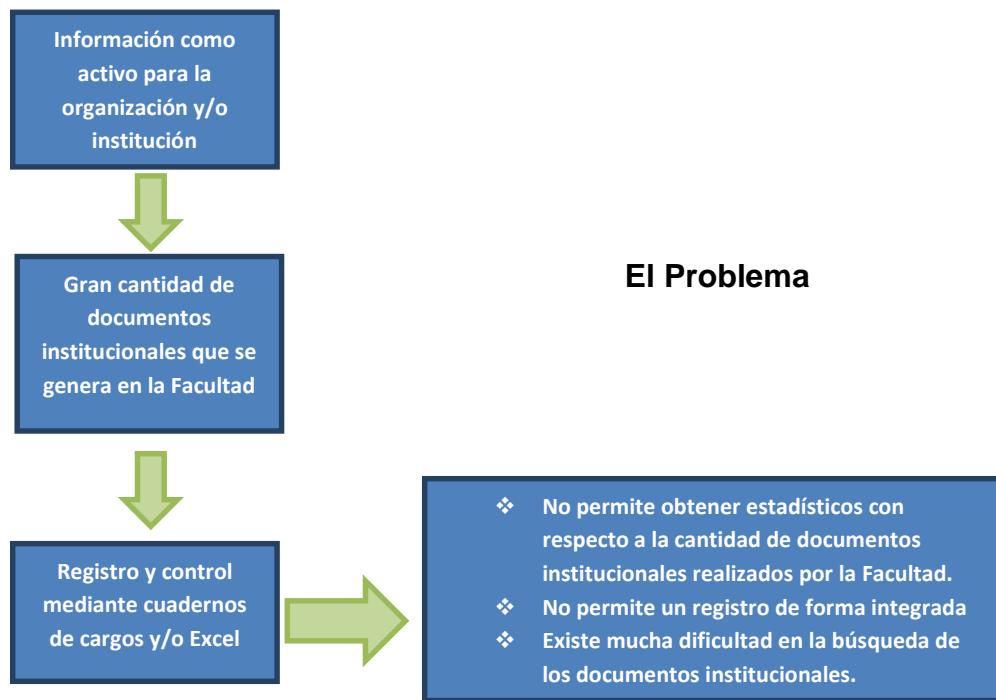 Información como
activo para la
organización y/o
institución
El Problema
Gran cantidad de
documentos
institucionales que se
genera en la Facultad
Registro y control
mediante cuadernos
de cargos y/o Excel
❖ No permite obtener estadísticos con
respecto a la cantidad de documentos
institucionales realizados por la Facultad.
❖ No permite un registro de forma integrada
❖ Existe mucha dificultad en la búsqueda de
los documentos institucionales.